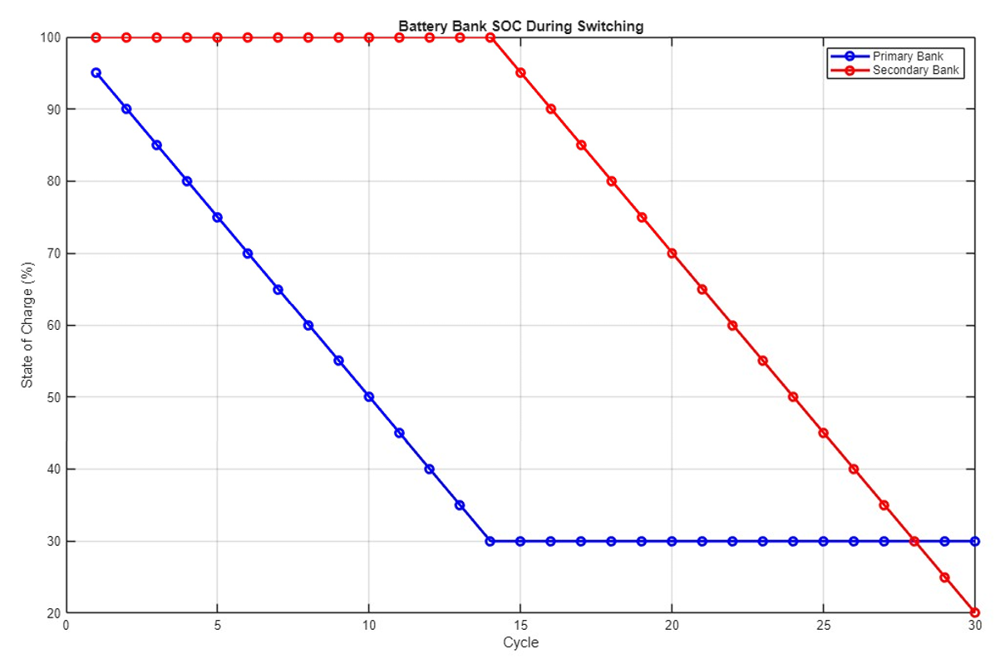 Battery Bank SOC During Switching
Primary Bank
Secondary Bank
State of Charge (%)
100
90
80
70
60
50
40
30
20
0 5 10 15 20 25 30
Cycle